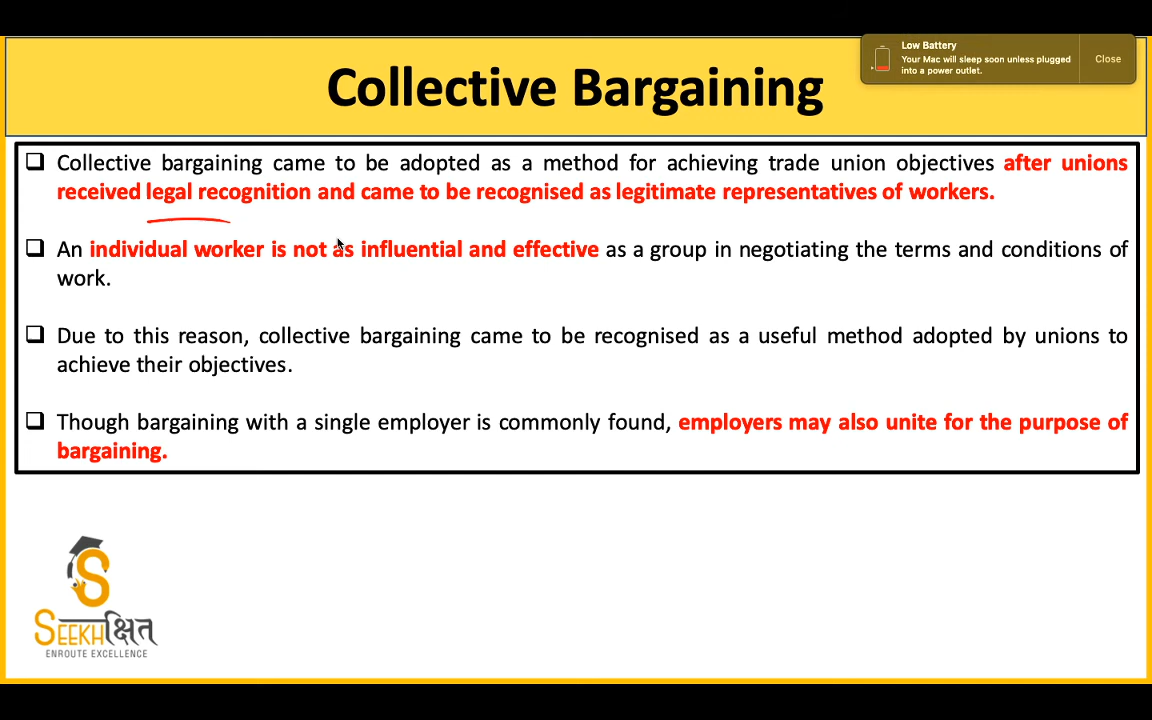 Low Battery
Your Mac will sleep soon unless plugged
into a power outlet.
Close
Collective Bargaining
Collective bargaining came to be adopted as a method for achieving trade union objectives after unions
received legal recognition and came to be recognised as legitimate representatives of workers.
An individual worker is not as influential and effective as a group in negotiating the terms and conditions of
work.
Due to this reason, collective bargaining came to be recognised as a useful method adopted by unions to
achieve their objectives.
Though bargaining with a single employer is commonly found, employers may also unite for the purpose of
bargaining.
S
SEEKHक्षित
ENROUTE EXCELLENCE